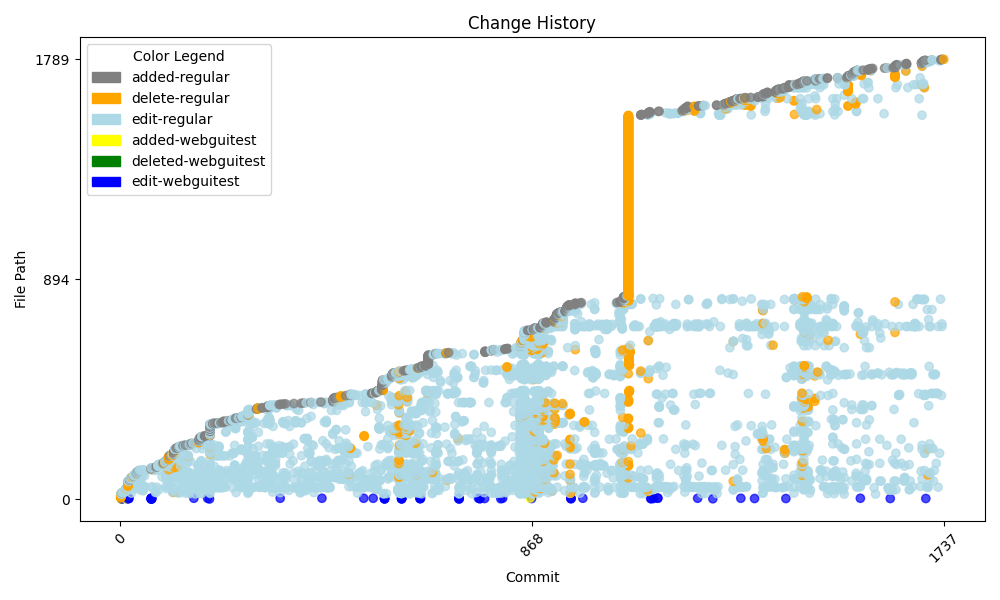 Change History
Color Legend
added-regular
delete-regular
edit-regular
added-webguitest
deleted-webguitest
edit-webguitest
File Path
1789
894
0
0
868
1737
Commit